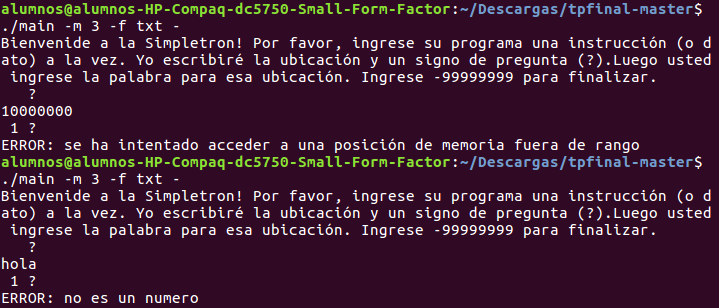 alumnos@alumnos-HP-Compaq-dc5750-Small-Form-Factor:~/Descargas/tpfinal-master$
./main -m 3 -f txt -
Bienvenide a la Simpletron! Por favor, ingrese su programa una instrucción (o d
ato) a la vez. Yo escribiré la ubicación y un signo de pregunta (?).Luego usted
 ingrese la palabra para esa ubicación. Ingrese -99999999 para finalizar.
   ?
10000000
 1 ?
ERROR: se ha intentado acceder a una posición de memoria fuera de rango
alumnos@alumnos-HP-Compaq-dc5750-Small-Form-Factor:~/Descargas/tpfinal-master$
./main -m 3 -f txt -
Bienvenide a la Simpletron! Por favor, ingrese su programa una instrucción (o d
ato) a la vez. Yo escribiré la ubicación y un signo de pregunta (?).Luego usted
 ingrese la palabra para esa ubicación. Ingrese -99999999 para finalizar.
   ?
hola
 1 ?
ERROR: no es un numero